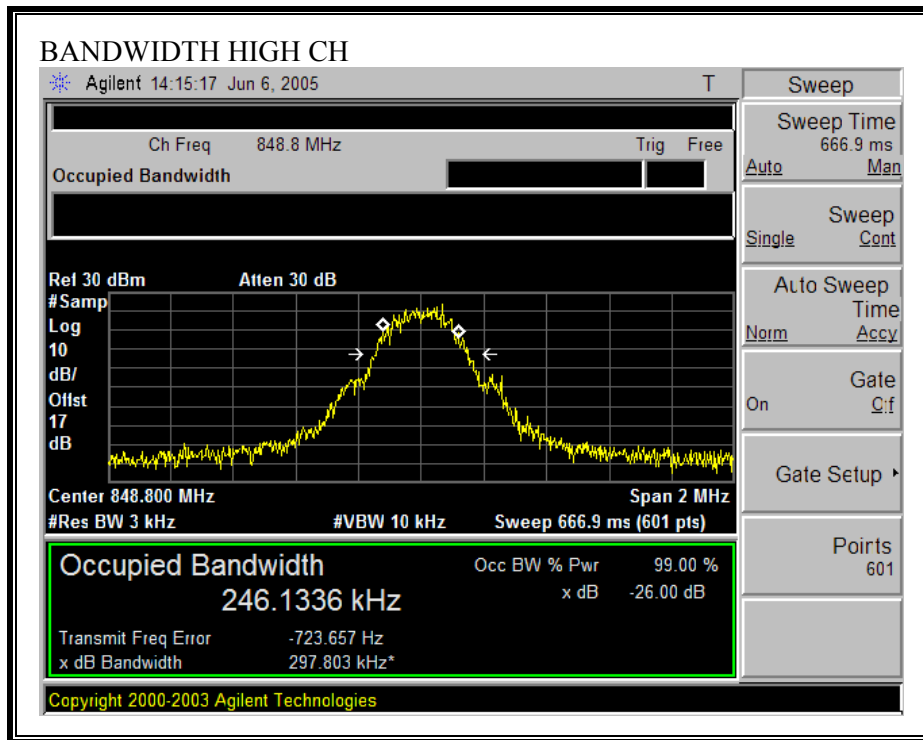 BANDWIDTH HIGH CH
Agilent 14:15:17 Jun 6, 2005 T
Ch Freq 848.8 MHz Trig Free
Occupied Bandwidth
Ref 30 dBm Atten 30 dB
#Samp
Log
10
dB/
Offst
17
dB
Center 848.800 MHz Span 2 MHz
#Res BW 3 kHz #VBW 10 kHz Sweep 666.9 ms (601 pts)
Occupied Bandwidth Occ BW % Pwr 99.00 %
246.1336 kHz x dB -26.00 dB
Transmit Freq Error -723.657 Hz
x dB Bandwidth 297.803 kHz*
Copyright 2000-2003 Agilent Technologies
Sweep
Sweep Time
666.9 ms
Auto Man
Sweep
Single Cont
Auto Sweep
Time
Norm Accy
Gate
On Off
Gate Setup
Points
601